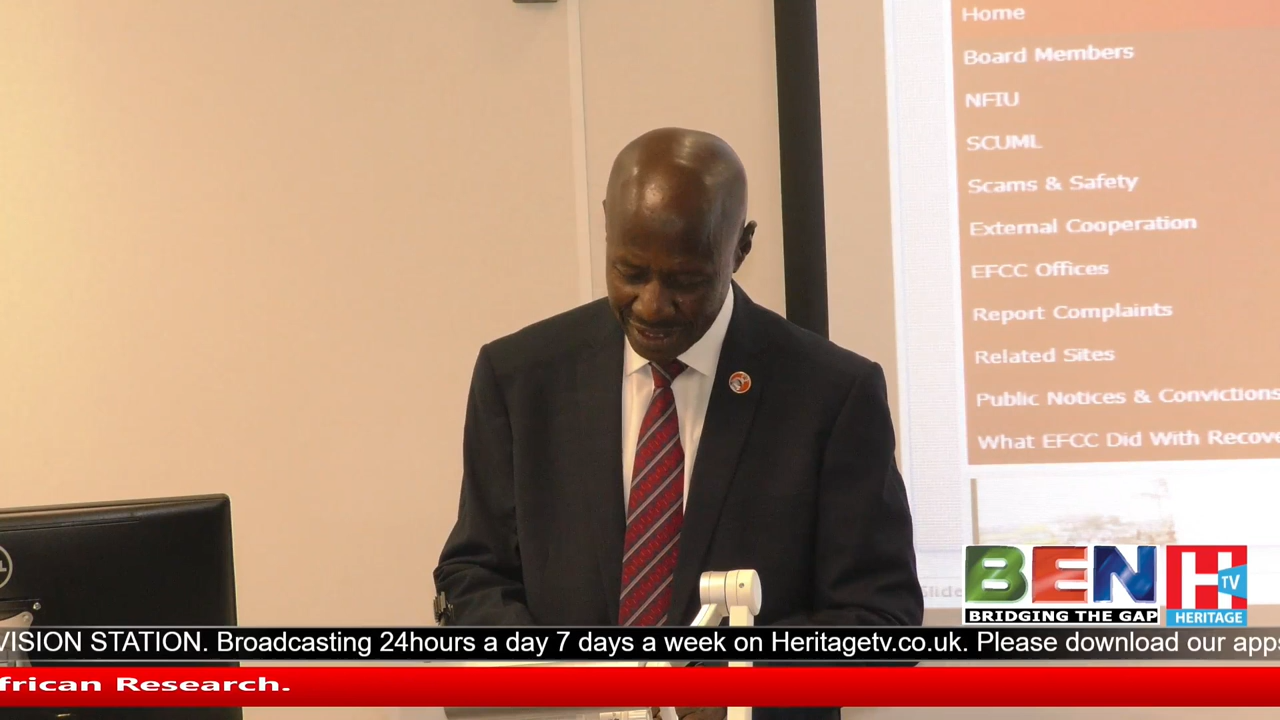 Home
Board Members
NFIU
SCUML
Scams & Safety
External Cooperation
EFCC Offices
Report Complaints
Related Sites
Public Notices & Convictions
What EFCC Did With Recove
Slide
BEN
BRIDGING THE GAP
H TV
HERITAGE
VISION STATION. Broadcasting 24hours a day 7 days a week on Heritagetv.co.uk. Please download our apps
frican Research.